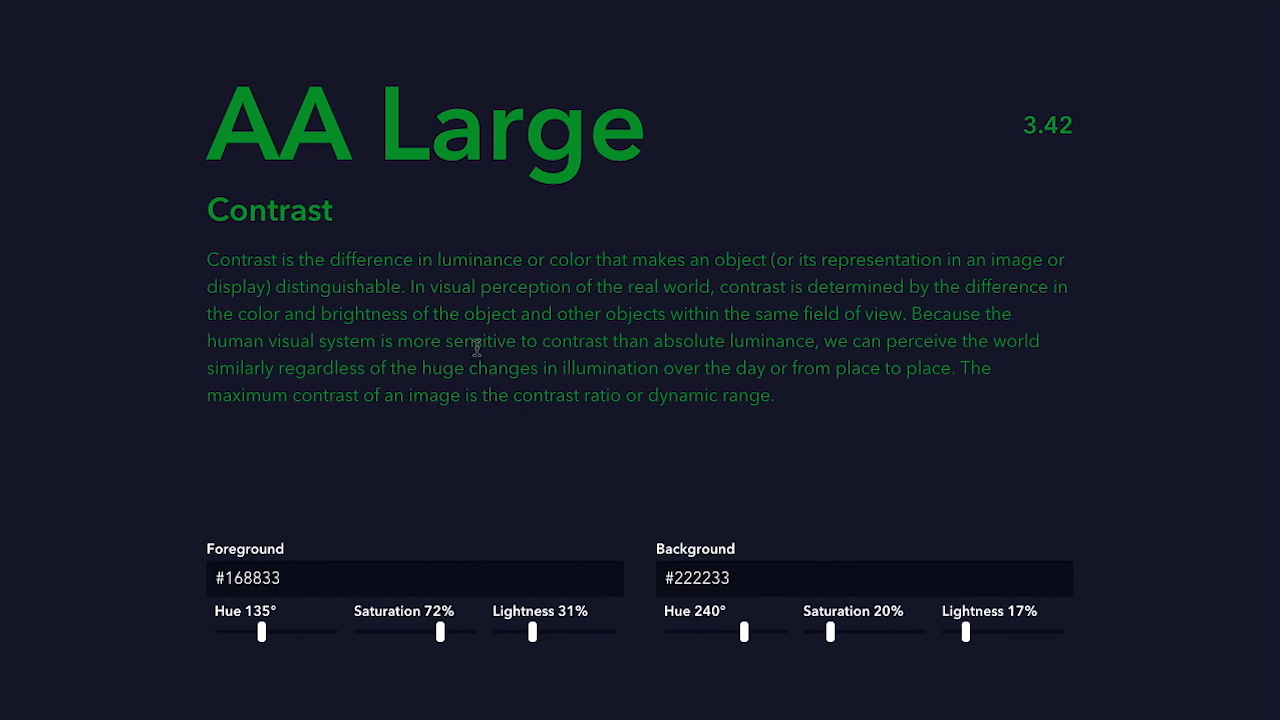 AA Large
3.42
Contrast
Contrast is the difference in luminance or color that makes an object (or its representation in an image or
display) distinguishable. In visual perception of the real world, contrast is determined by the difference in
the color and brightness of the object and other objects within the same field of view. Because the
human visual system is more sensitive to contrast than absolute luminance, we can perceive the world
similarly regardless of the huge changes in illumination over the day or from place to place. The
maximum contrast of an image is the contrast ratio or dynamic range.
Foreground
#168833
Hue 135° Saturation 72% Lightness 31%
Background
#222233
Hue 240° Saturation 20% Lightness 17%